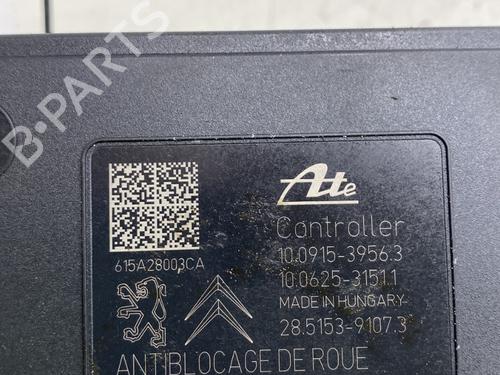 B-PARTS
Ate
Controller
615A28003CA
10.0915-3956.3
10.0625-3151.1
MADE IN HUNGARY
28.5153-9107.3
ANTIBLOCAGE DE ROUE